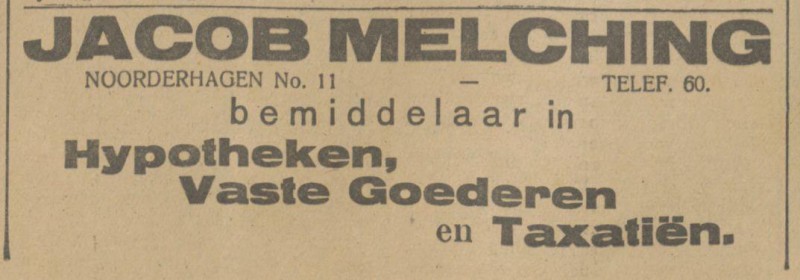 JACOB MELCHING
NOORDERHAGEN No. 11 — TELEF. 60.
bemiddelaar in
Hypotheken,
Vaste Goederen
en Taxatiën.